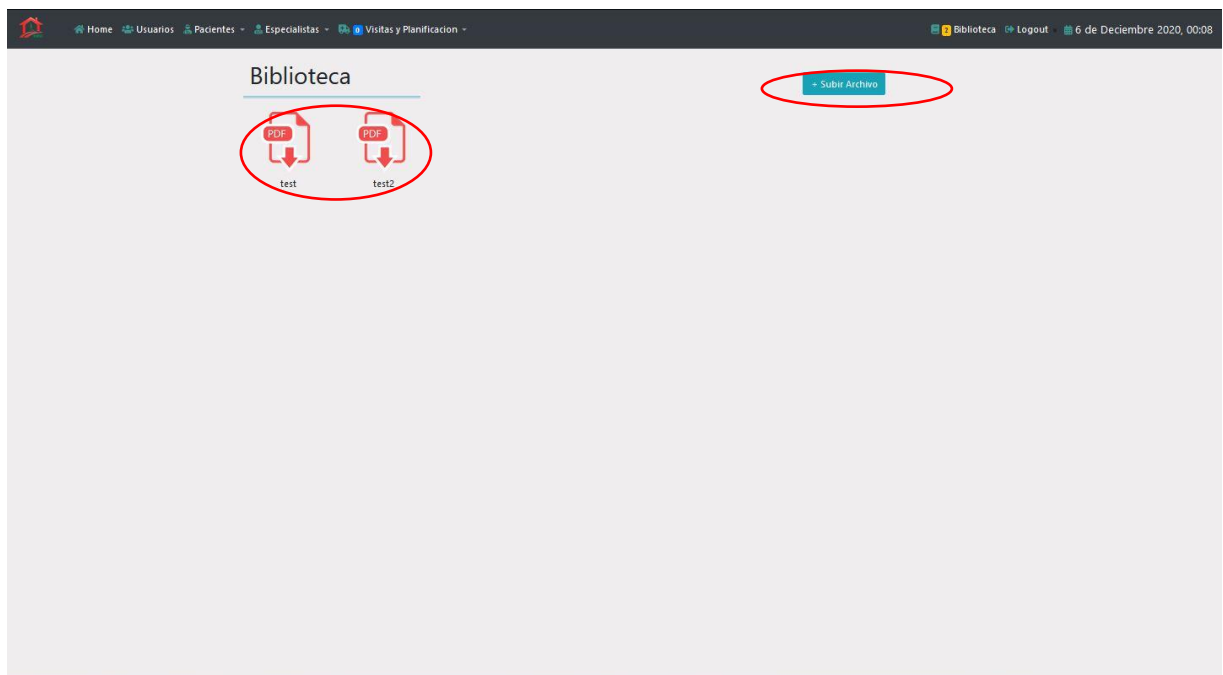 Home Usuarios Pacientes Especialistas 0 Visitas y Planificacion 2 Biblioteca Logout 6 de Deciembre 2020, 00:08
Biblioteca
+ Subir Archivo
PDF PDF
test test2